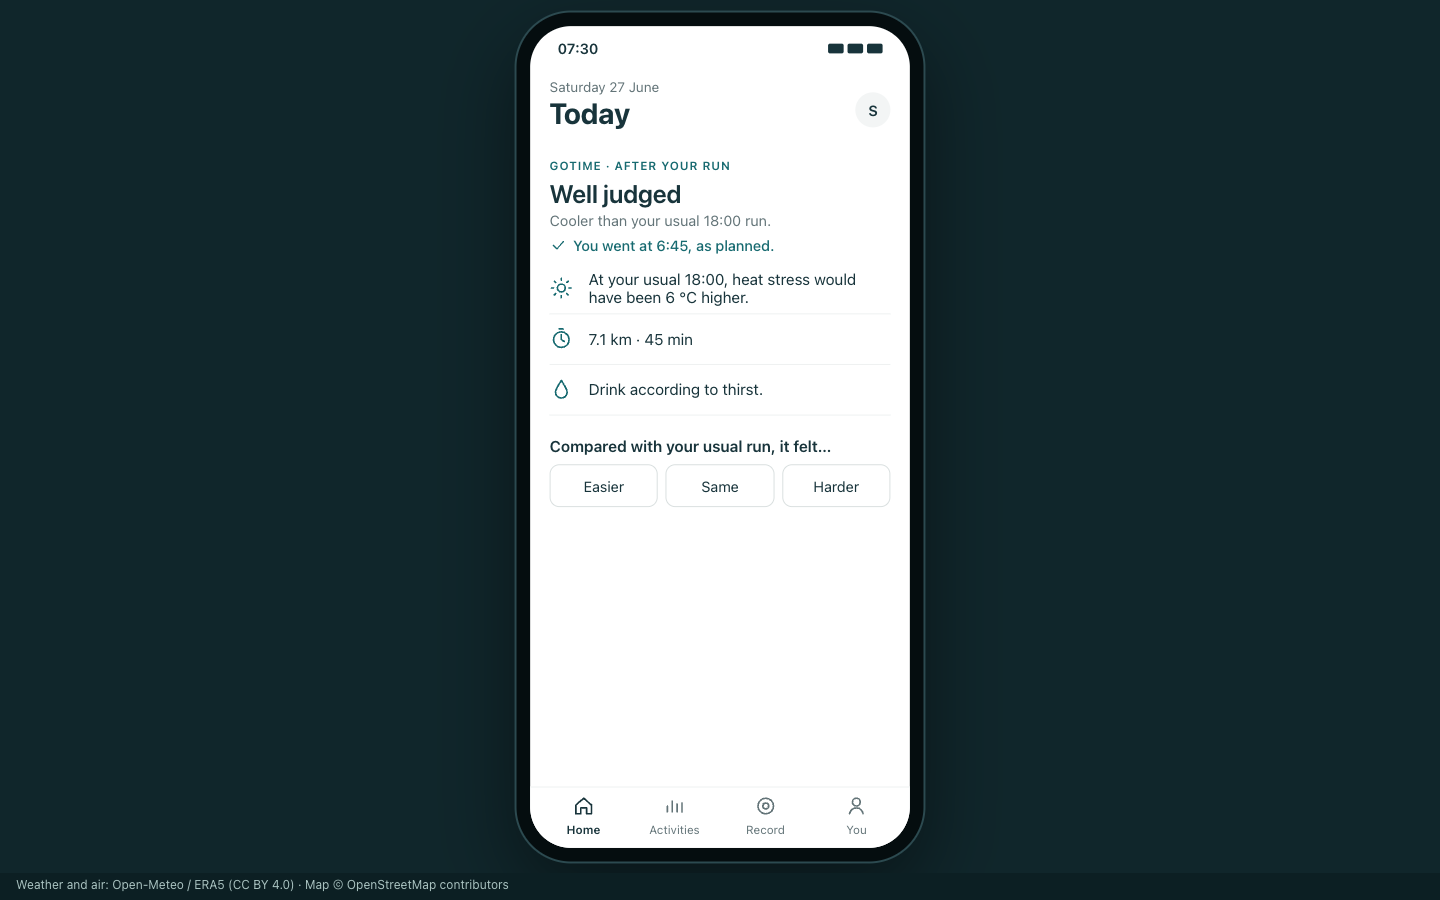 07:30
Saturday 27 June
Today
S
GOTIME · AFTER YOUR RUN
Well judged
Cooler than your usual 18:00 run.
You went at 6:45, as planned.
At your usual 18:00, heat stress would
have been 6 °C higher.
7.1 km · 45 min
Drink according to thirst.
Compared with your usual run, it felt...
Easier
Same
Harder
Home
Activities
Record
You
Weather and air: Open-Meteo / ERA5 (CC BY 4.0) · Map © OpenStreetMap contributors